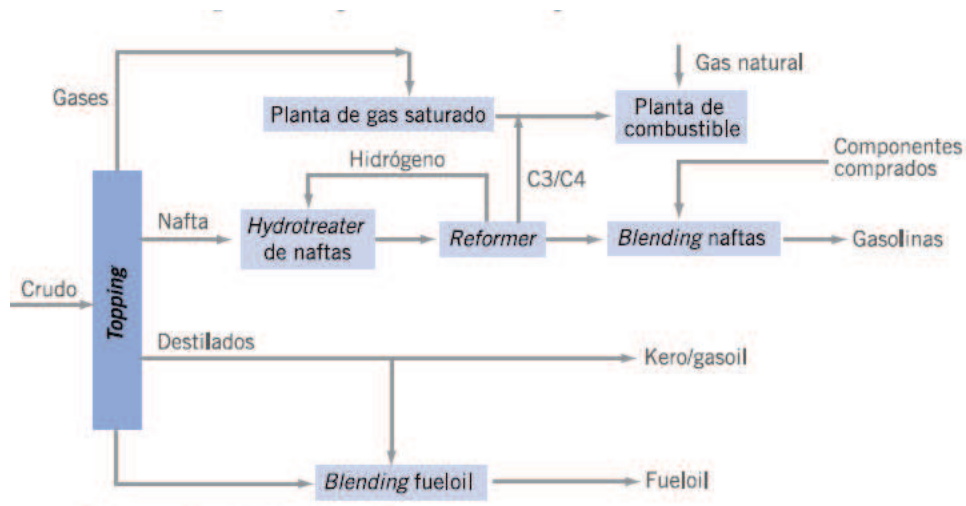 Gas natural
Gases
Planta de gas saturado
Planta de
combustible
Hidrógeno
C3/C4
Componentes
comprados
Nafta
Hydrotreater
de naftas
Reformer
Blending naftas
Gasolinas
Crudo
Topping
Destilados
Kero/gasoil
Blending fueloil
Fueloil